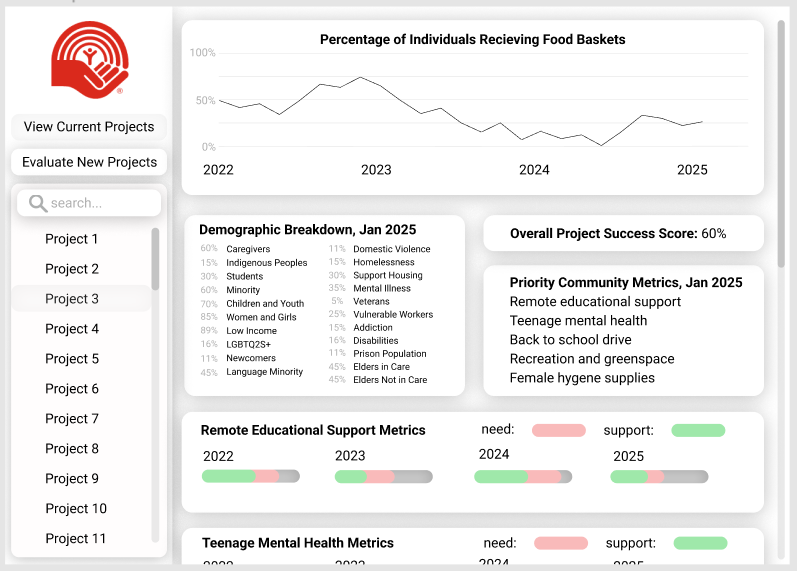 View Current Projects
Evaluate New Projects
search...
Project 1
Project 2
Project 3
Project 4
Project 5
Project 6
Project 7
Project 8
Project 9
Project 10
Project 11
Percentage of Individuals Recieving Food Baskets
100%
50%
0%
2022 2023 2024 2025
Demographic Breakdown, Jan 2025
60% Caregivers
15% Indigenous Peoples
30% Students
60% Minority
70% Children and Youth
85% Women and Girls
89% Low Income
16% LGBTQ2S+
11% Newcomers
45% Language Minority
11% Domestic Violence
15% Homelessness
30% Support Housing
35% Mental Illness
5% Veterans
25% Vulnerable Workers
15% Addiction
16% Disabilities
11% Prison Population
45% Elders in Care
45% Elders Not in Care
Overall Project Success Score: 60%
Priority Community Metrics, Jan 2025
Remote educational support
Teenage mental health
Back to school drive
Recreation and greenspace
Female hygene supplies
Remote Educational Support Metrics need: support:
2022 2023 2024 2025
Teenage Mental Health Metrics need: support:
2022 2023 2024 2025